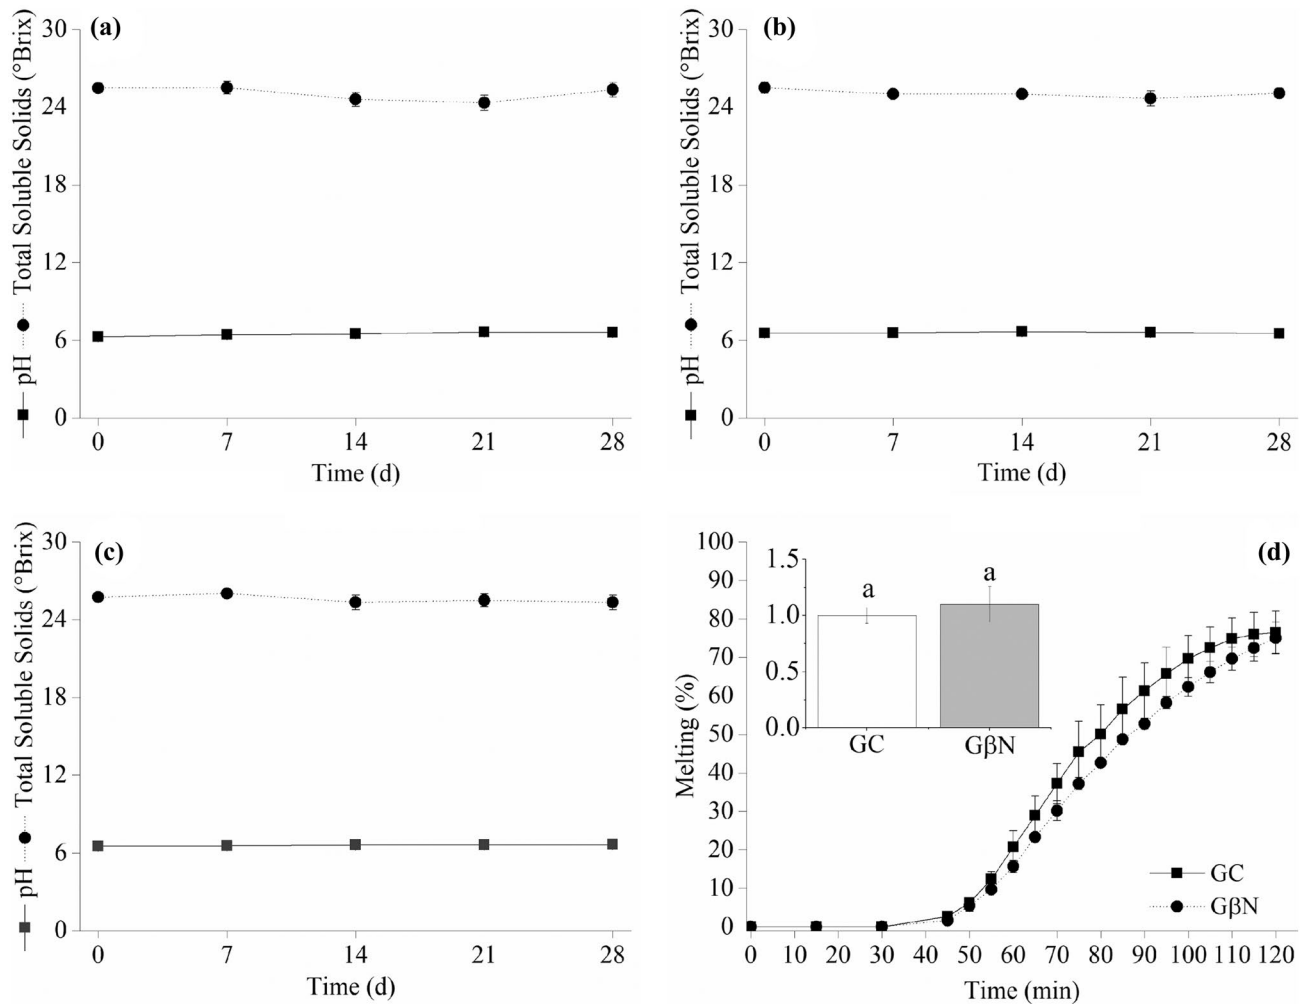 (a)
30
24
18
12
6
0
pH Total Soluble Solids (°Brix)
0 7 14 21 28
Time (d)
(b)
30
24
18
12
6
0
pH Total Soluble Solids (°Brix)
0 7 14 21 28
Time (d)
(c)
30
24
18
12
6
0
pH Total Soluble Solids (°Brix)
0 7 14 21 28
Time (d)
(d)
100
90
80
70
60
50
40
30
20
10
0
Melting (%)
1.5
1.0
0.5
0.0
a a
GC GβN
GC
GβN
0 10 20 30 40 50 60 70 80 90 100 110 120
Time (min)